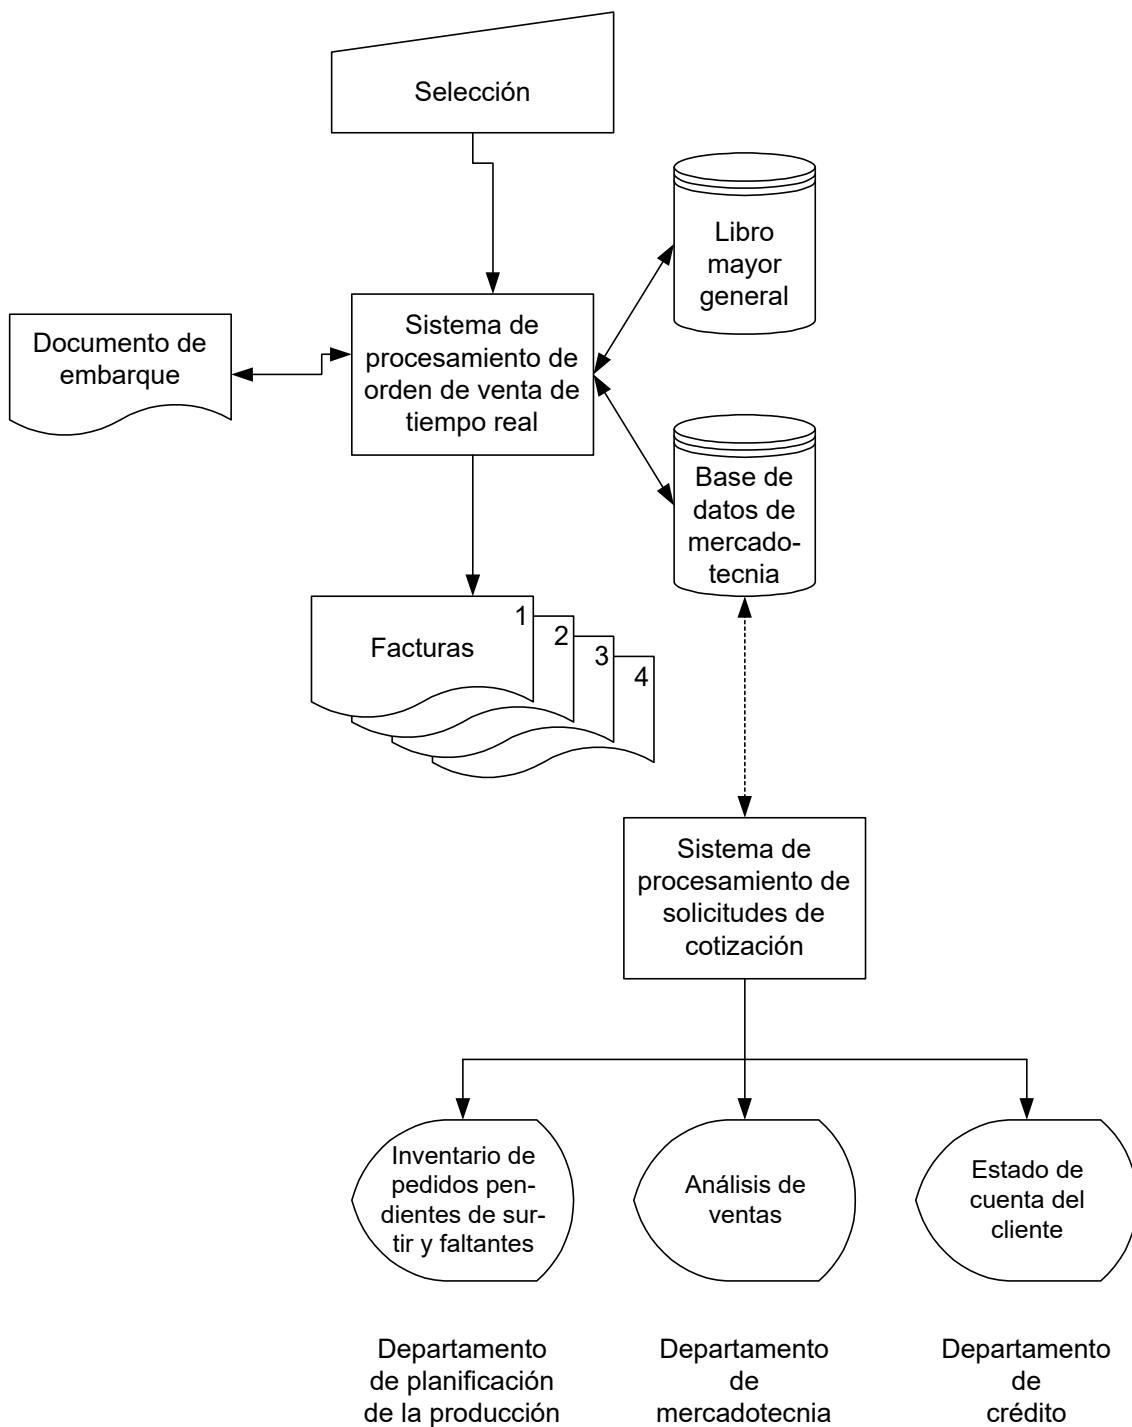 Selección
Libro
mayor
general
Documento de
embarque
Sistema de
procesamiento de
orden de venta de
tiempo real
Base de
datos de
mercado-
tecnia
Facturas
1
2
3
4
Sistema de
procesamiento de
solicitudes de
cotización
Inventario de
pedidos pen-
dientes de sur-
tir y faltantes
Análisis de
ventas
Estado de
cuenta del
cliente
Departamento
de planificación
de la producción
Departamento
de
mercadotecnia
Departamento
de
crédito